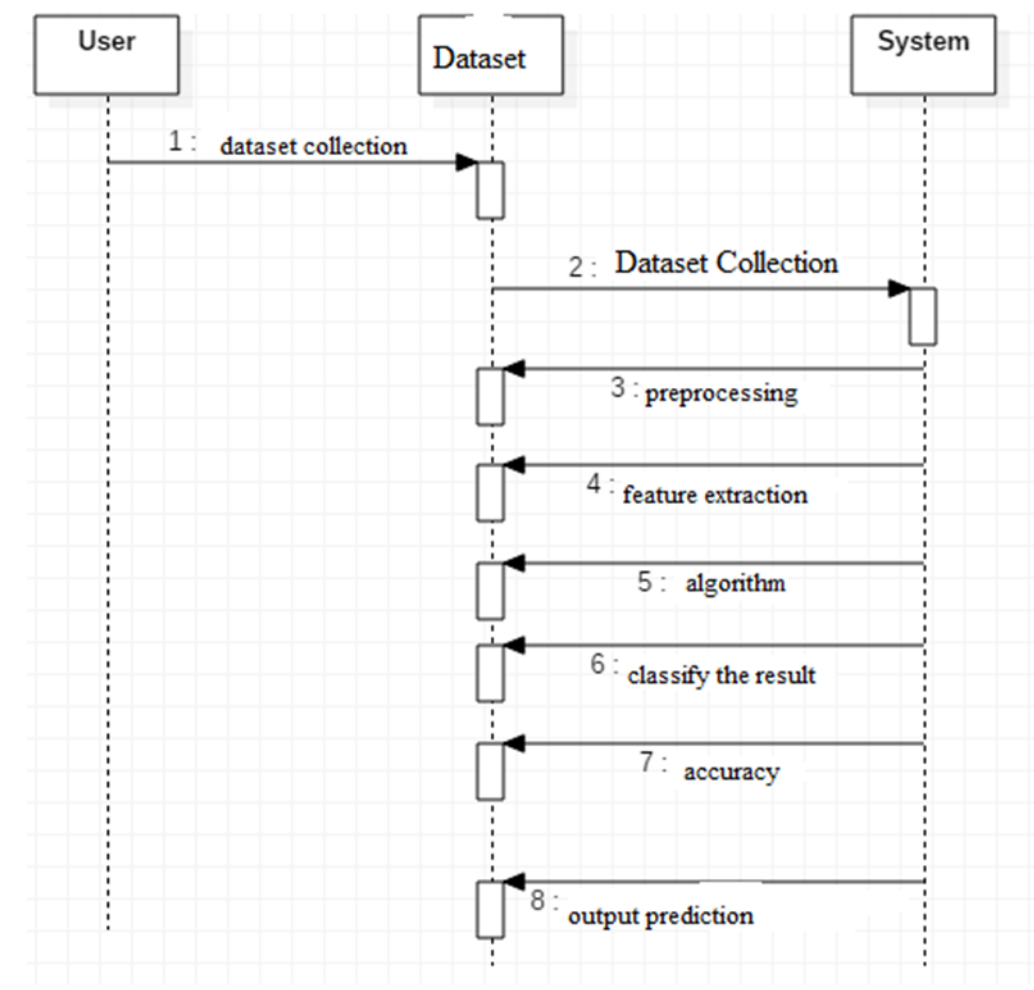 User
Dataset
System
1 : dataset collection
2 : Dataset Collection
3 : preprocessing
4 : feature extraction
5 : algorithm
6 : classify the result
7 : accuracy
8 : output prediction